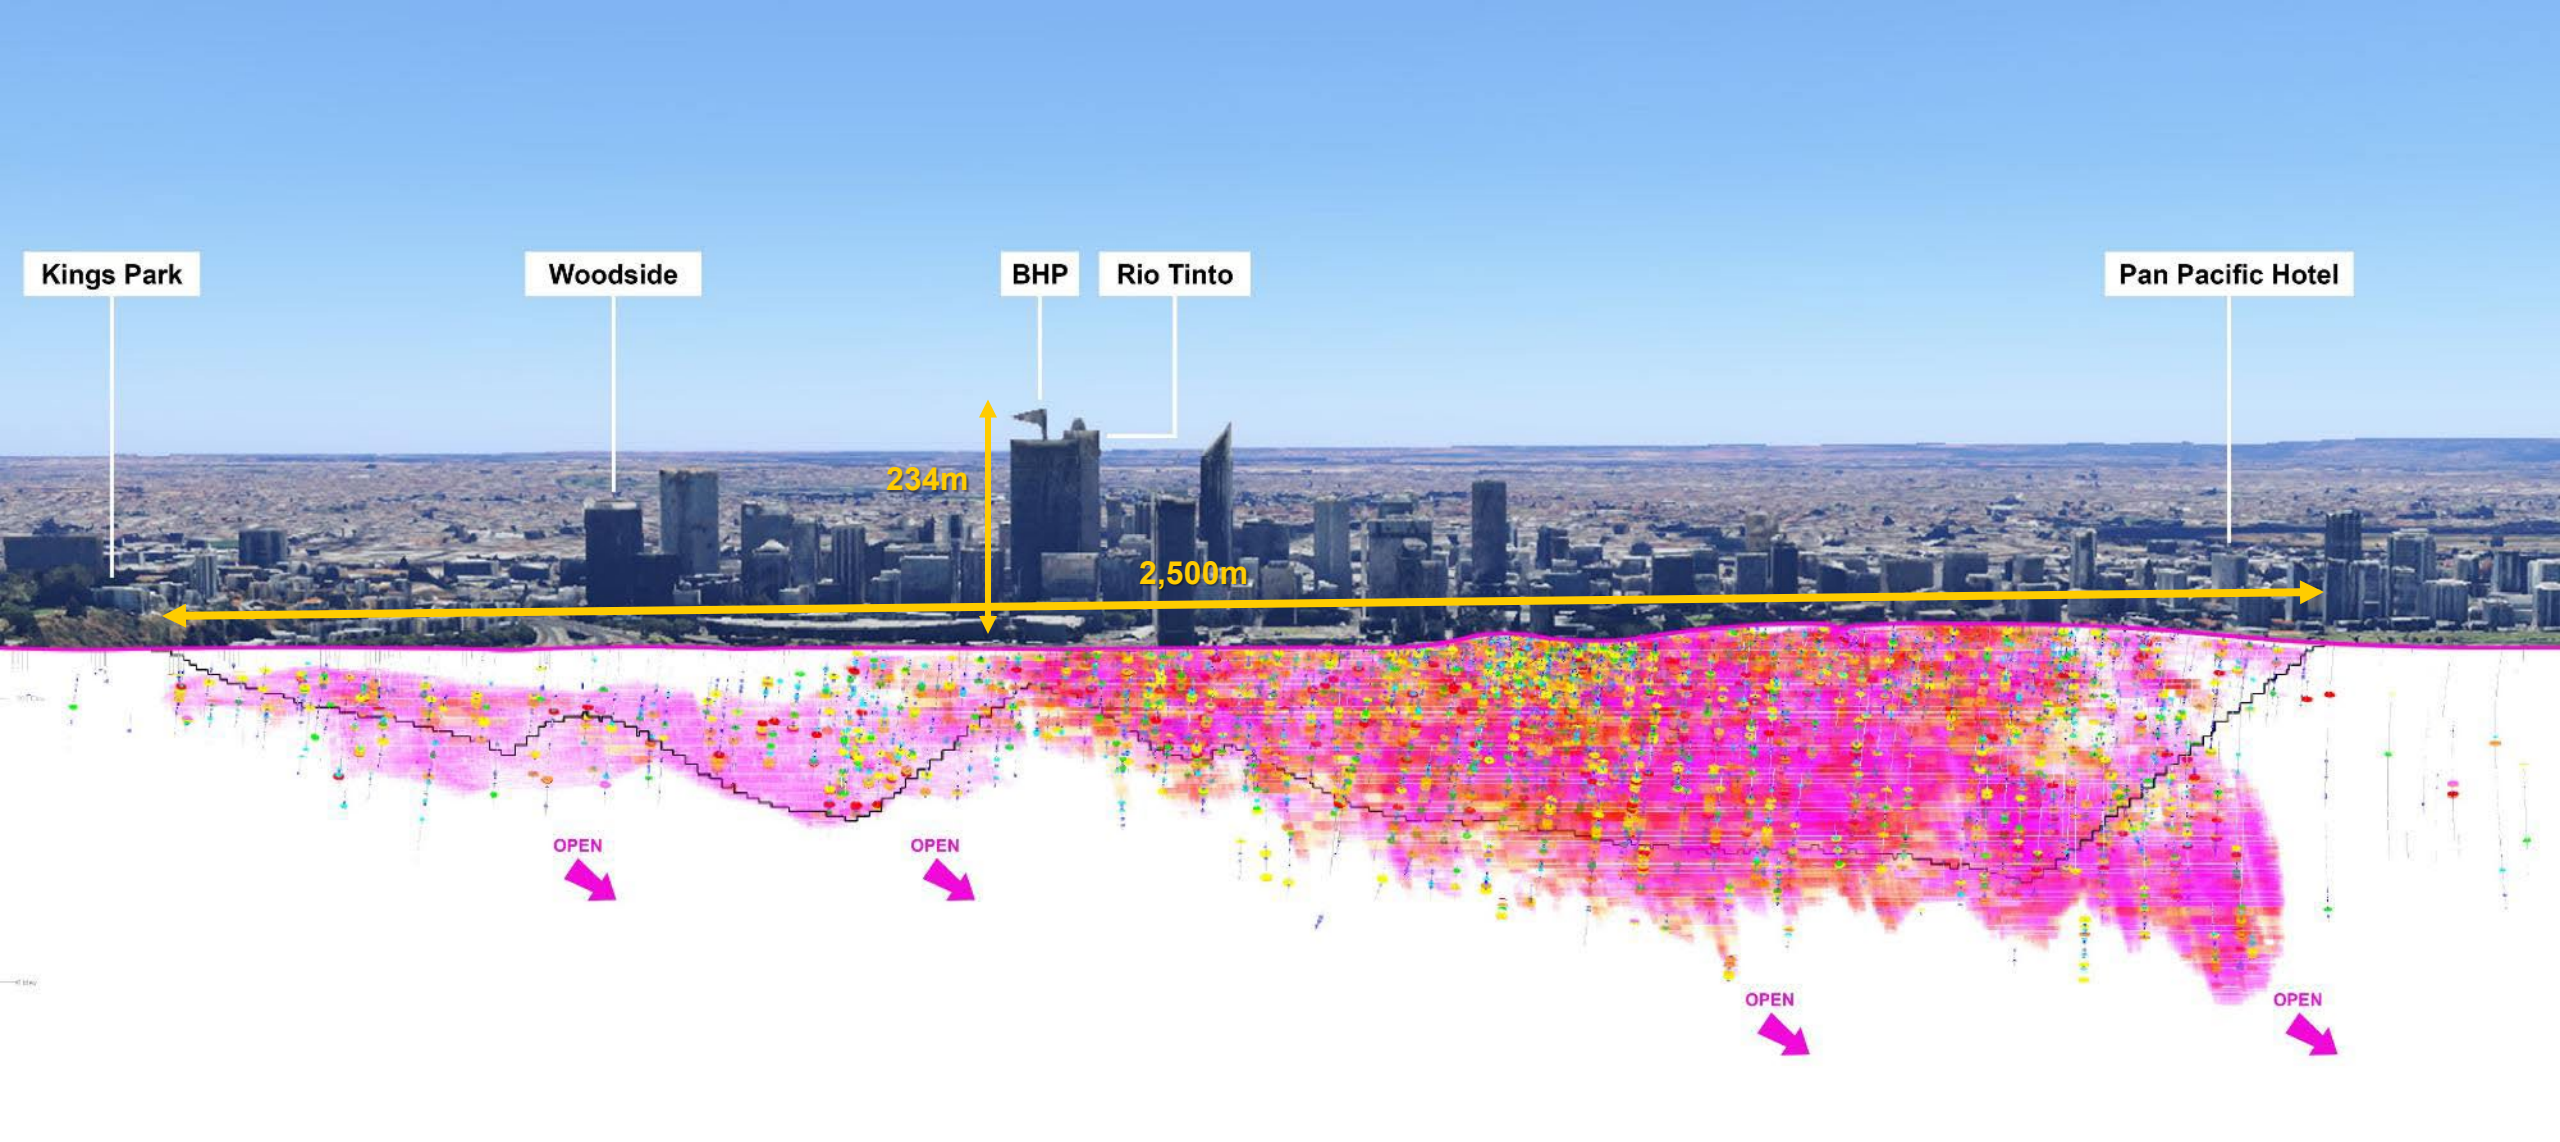 Kings Park
Woodside
BHP
Rio Tinto
Pan Pacific Hotel
234m
2,500m
OPEN
OPEN
OPEN
OPEN